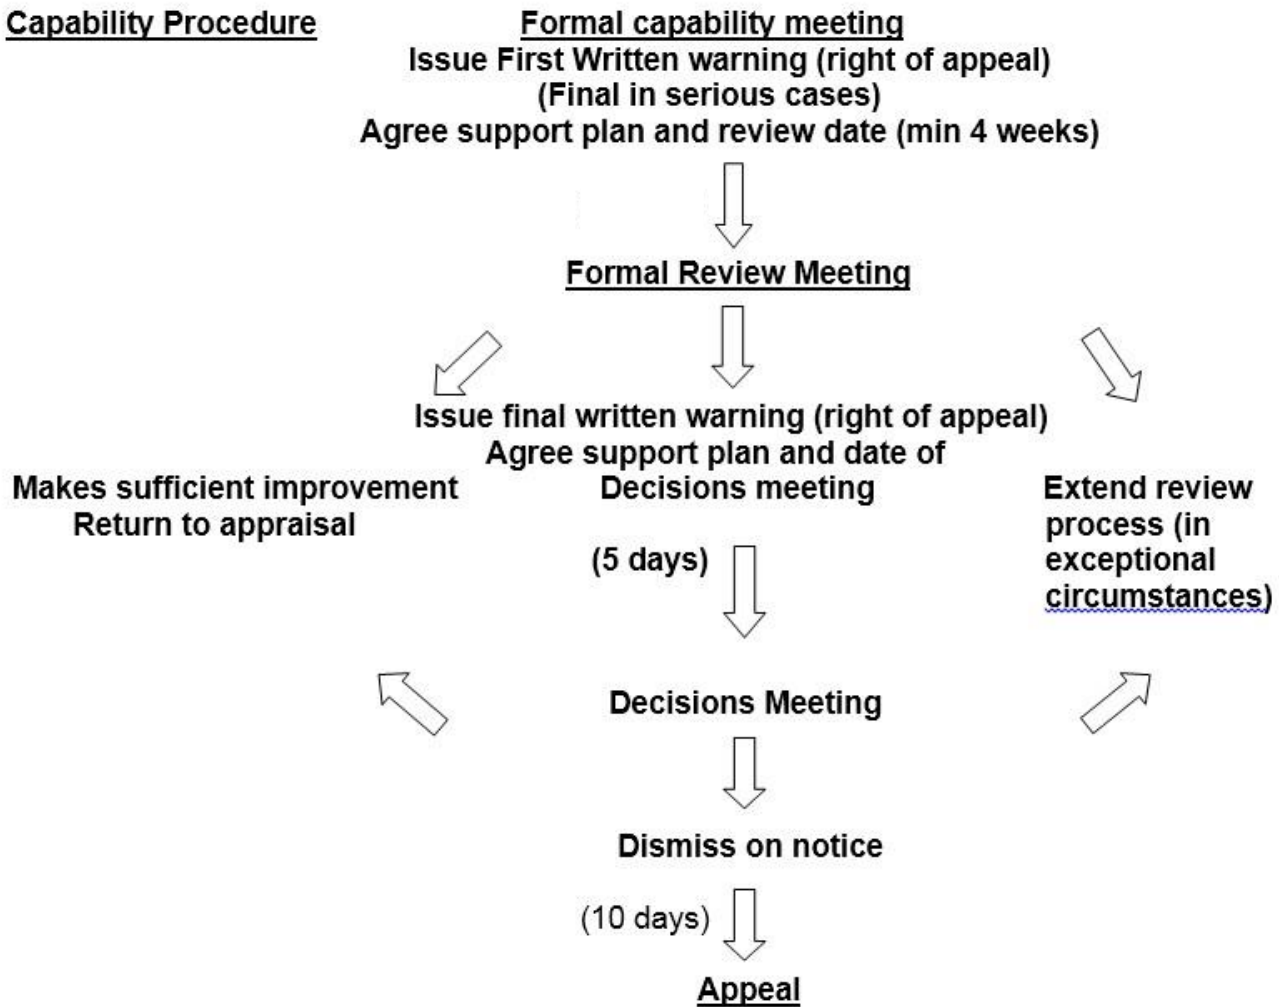 Capability Procedure
Formal capability meeting
Issue First Written warning (right of appeal)
(Final in serious cases)
Agree support plan and review date (min 4 weeks)
Formal Review Meeting
Issue final written warning (right of appeal)
Agree support plan and date of
Decisions meeting
Makes sufficient improvement
Return to appraisal
Extend review
process (in
exceptional
circumstances)
(5 days)
Decisions Meeting
Dismiss on notice
(10 days)
Appeal